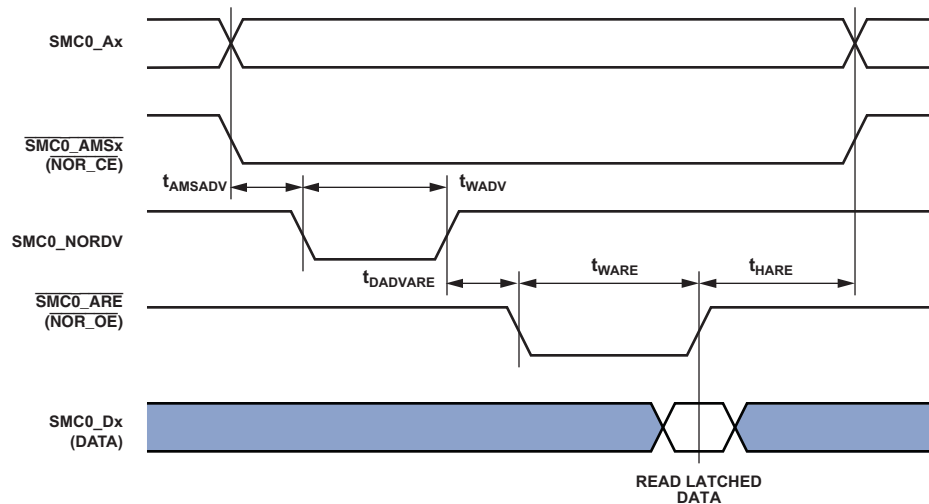 SMC0_Ax
SMC0_AMSx
(NOR_CE)
tAMSADV
tWADV
SMC0_NORDV
tDADVARE
tWARE
tHARE
SMC0_ARE
(NOR_OE)
SMC0_Dx
(DATA)
READ LATCHED
DATA